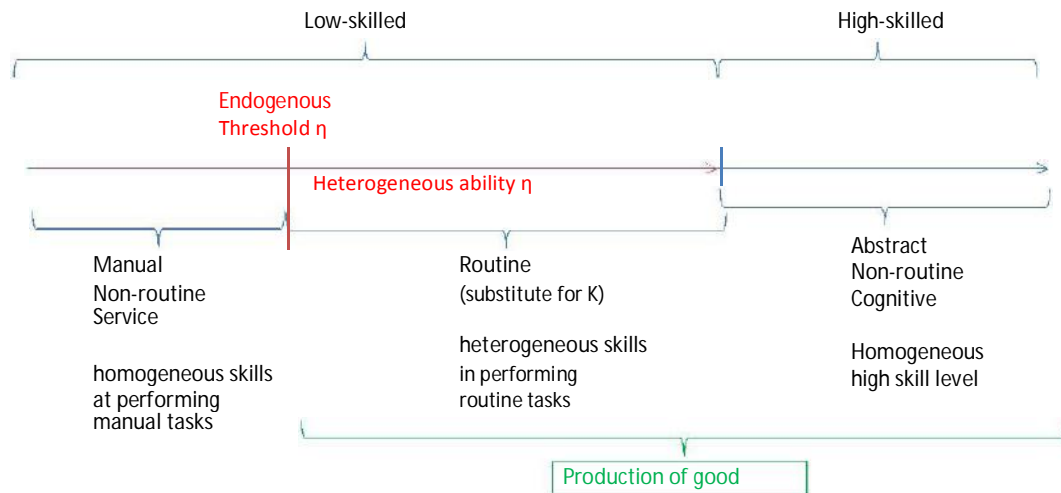 Low-skilled
High-skilled
Endogenous
Threshold η
Heterogeneous ability η
Manual
Non-routine
Service
homogeneous skills
at performing
manual tasks
Routine
(substitute for K)
heterogeneous skills
in performing
routine tasks
Abstract
Non-routine
Cognitive
Homogeneous
high skill level
Production of good